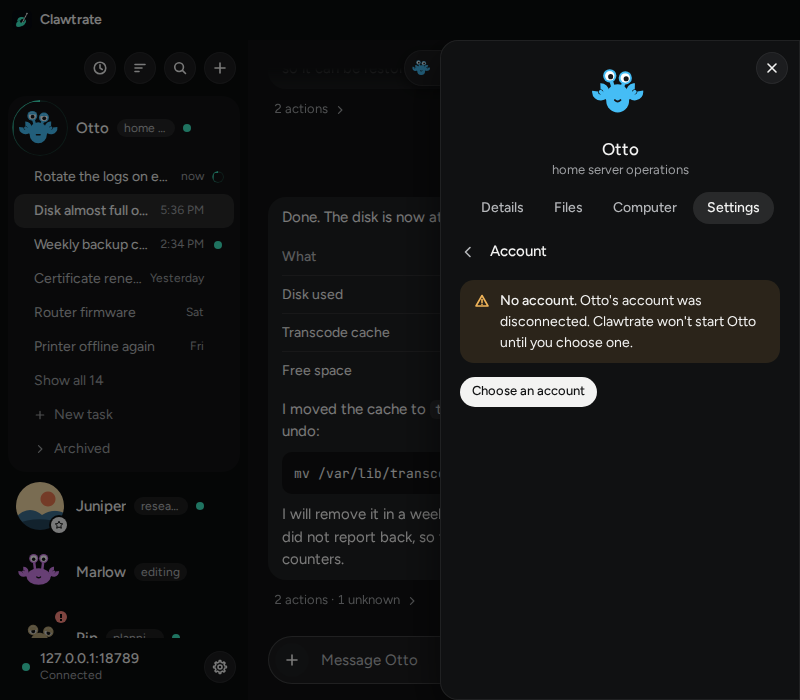 Clawtrate
Otto
home ...
Rotate the logs on e... now
Disk almost full o... 5:36 PM
Weekly backup c... 2:34 PM
Certificate rene... Yesterday
Router firmware Sat
Printer offline again Fri
Show all 14
New task
Archived
Juniper resea...
Marlow editing
Pip planni...
127.0.0.1:18789
Connected
2 actions
Done. The disk is now at
What
Disk used
Transcode cache
Free space
I moved the cache to
undo:
mv /var/lib/transc
I will remove it in a week
did not report back, so
counters.
2 actions · 1 unknown
Message Otto
Otto
home server operations
Details Files Computer Settings
Account
No account. Otto's account was
disconnected. Clawtrate won't start Otto
until you choose one.
Choose an account